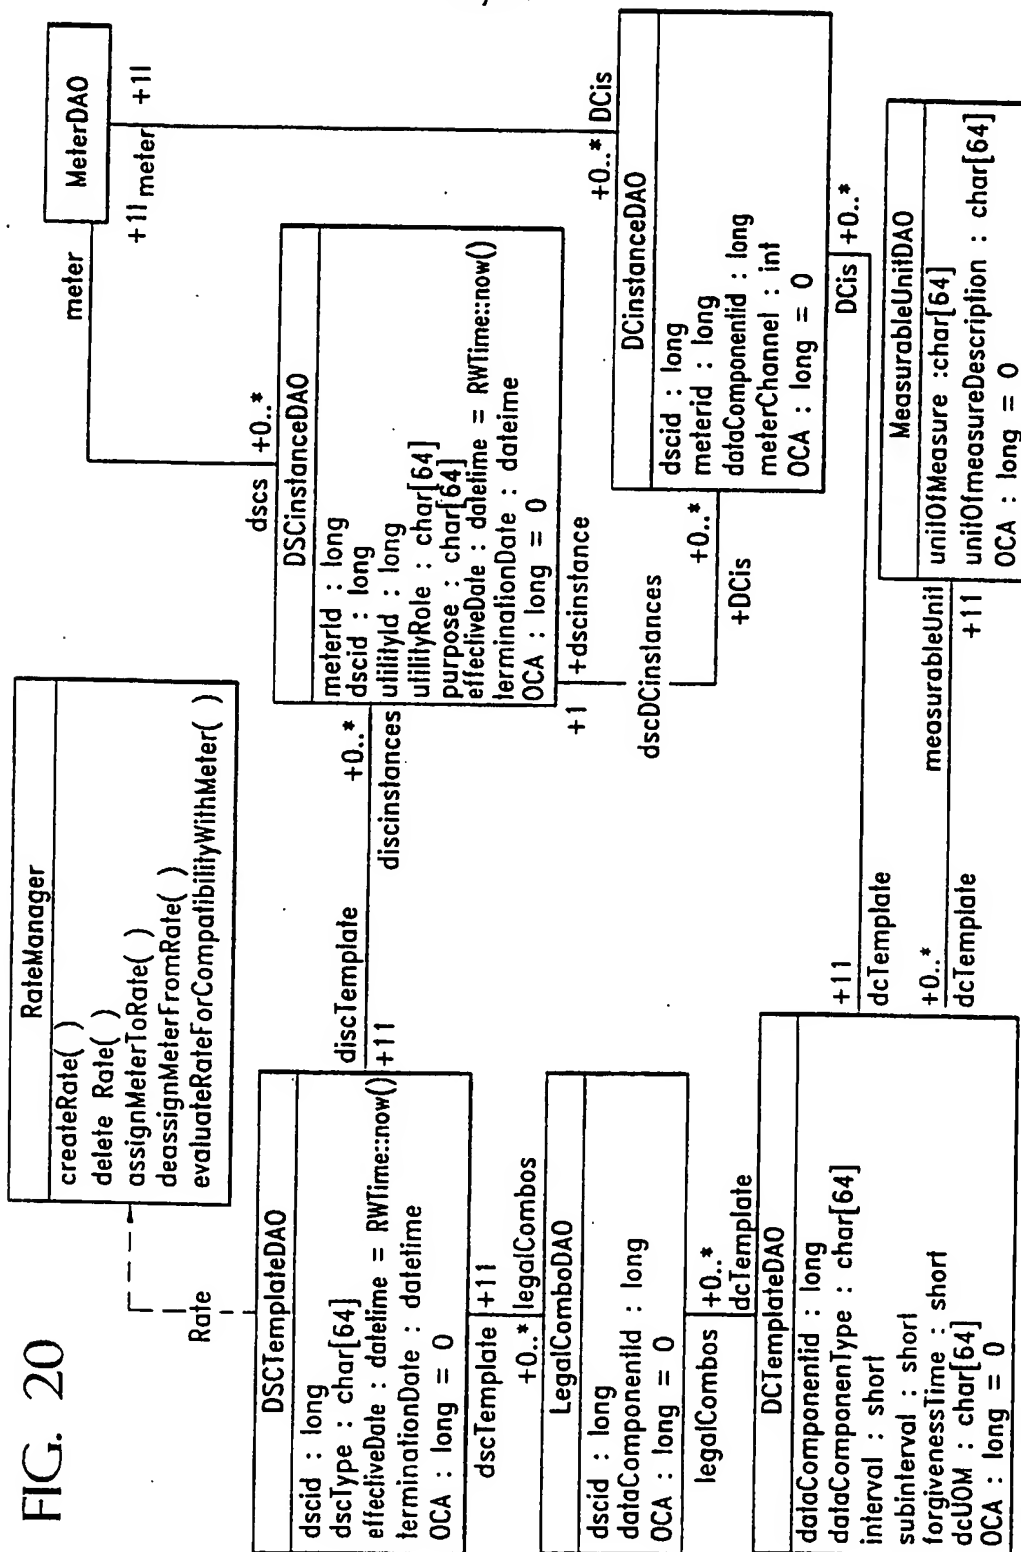 FIG. 20
RateManager
createRate( )
delete Rate( )
assignMeterToRate( )
deassignMeterFromRate( )
evaluateRateForCompatibilityWithMeter( )
Rate
MeterDAO
meter
+11 meter
+11
DSCTemplateDAO
dscid : long
dscType : char[64]
effectiveDate : datetime = RWTime::now()
terminationDate : datetime
OCA : long = 0
discTemplate
+11
+0..*
discinstances
DSCinstanceDAO
meterId : long
dscid : long
utilityId : long
utilityRole : char[64]
purpose : char[64]
effectiveDate : datetime = RWTime::now()
terminationDate : dateime
OCA : long = 0
dscs
+0..*
dscTemplate
+11
+0..*
legalCombos
LegalComboDAO
dscid : long
dataComponentid : long
OCA : long = 0
legalCombos
+0..*
dcTemplate
+1
+dscinstance
dscDCinstances
+DCis
+0..*
DCinstanceDAO
dscid : long
meterid : long
dataComponentid : long
meterChannel : int
OCA : long = 0
+0..*
DCis
DCis
+0..*
DCTemplateDAO
dataComponentid : long
dataComponenType : char[64]
interval : short
subinterval : short
forgivenessTime : short
dcUOM : char[64]
OCA : long = 0
+11
dcTemplate
+0..*
dcTemplate
measurableUnit
+11
MeasurableUnitDAO
unitOfMeasure :char[64]
unitOfmeasureDescription : char[64]
OCA : long = 0